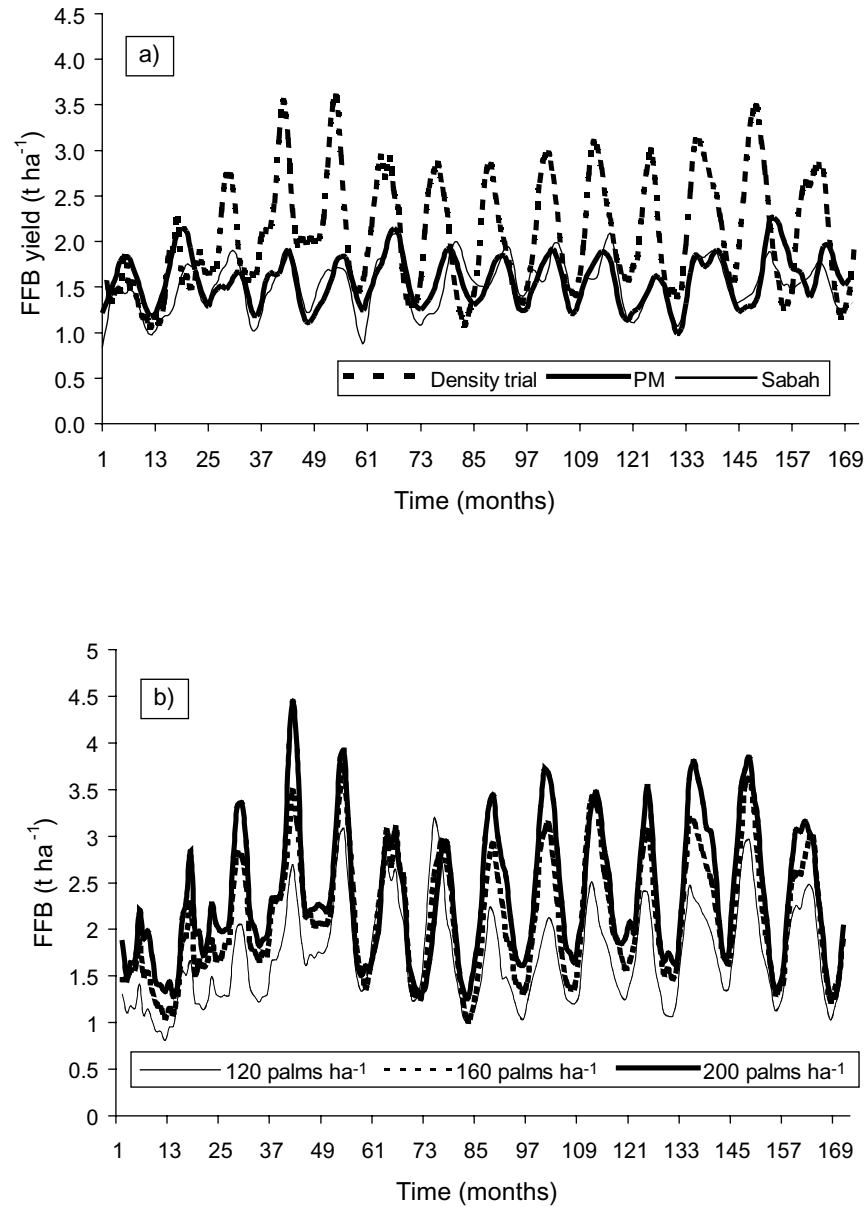 4.5
a)
4.0
3.5
3.0
2.5
2.0
1.5
1.0
0.5
0.0
FFB yield (t ha-1)
Density trial PM Sabah
1 13 25 37 49 61 73 85 97 109 121 133 145 157 169
Time (months)
5
b)
4.5
4
3.5
3
2.5
2
1.5
1
0.5
0
FFB (t ha-1)
120 palms ha-1 160 palms ha-1 200 palms ha-1
1 13 25 37 49 61 73 85 97 109 121 133 145 157 169
Time (months)